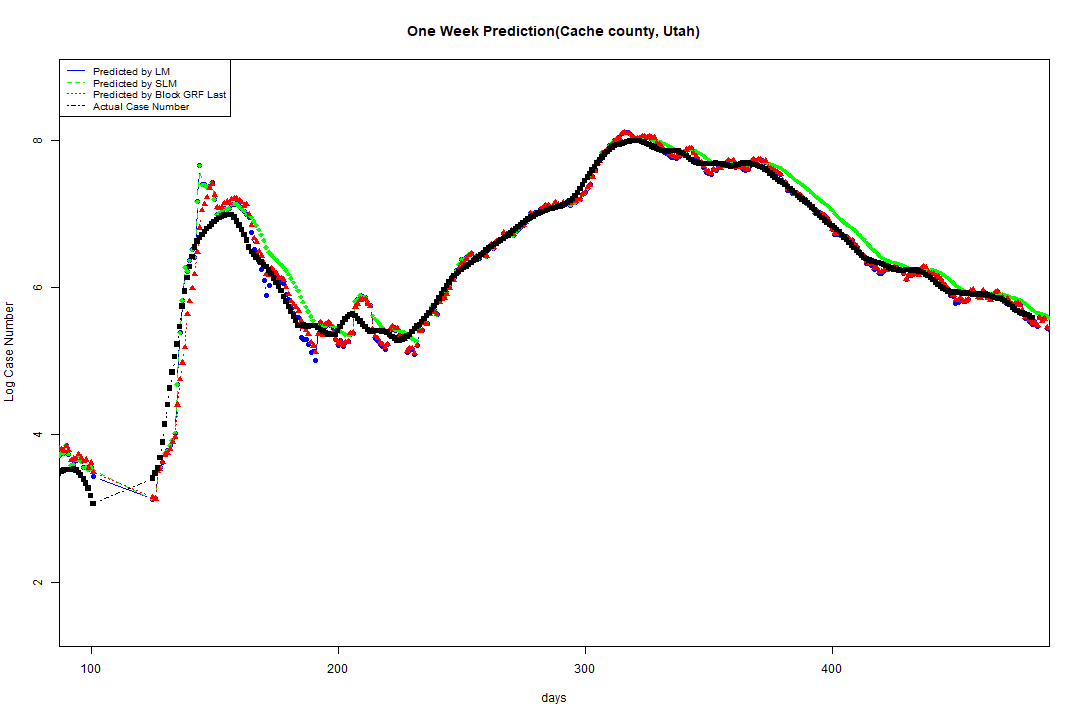 One Week Prediction(Cache county, Utah)
Predicted by LM
Predicted by SLM
Predicted by Block GRF Last
Actual Case Number
8
6
4
2
Log Case Number
100 200 300 400
days